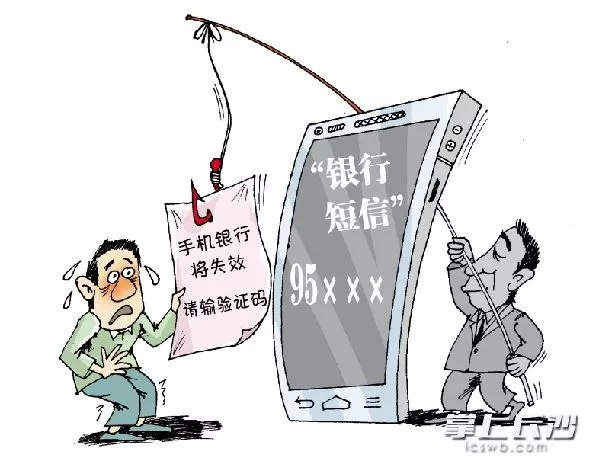 “银行
短信”
95×××
手机银行
将失效
请输验证码
掌上长沙
icswb.com